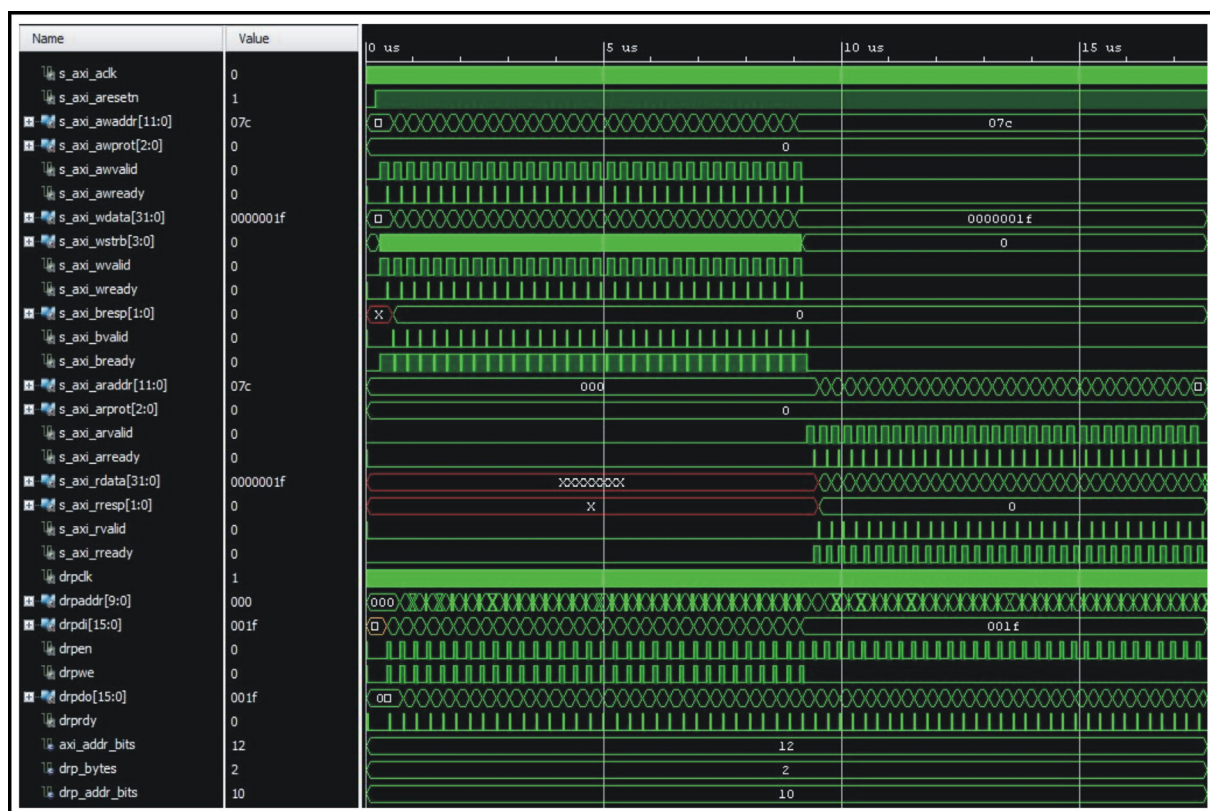 Name Value 0 us 5 us 10 us 15 us
s_axi_aclk 0
s_axi_aresetn 1
s_axi_awaddr[11:0] 07c 07c
s_axi_awprot[2:0] 0 0
s_axi_awvalid 0
s_axi_awready 0
s_axi_wdata[31:0] 0000001f 0000001f
s_axi_wstrb[3:0] 0 0
s_axi_wvalid 0
s_axi_wready 0
s_axi_bresp[1:0] 0 X 0
s_axi_bvalid 0
s_axi_bready 0
s_axi_araddr[11:0] 07c 000
s_axi_arprot[2:0] 0 0
s_axi_arvalid 0
s_axi_arready 0
s_axi_rdata[31:0] 0000001f XXXXXXXX
s_axi_rresp[1:0] 0 X 0
s_axi_rvalid 0
s_axi_rready 0
drpclk 1
drpaddr[9:0] 000 000
drpdi[15:0] 001f 001f
drpen 0
drpwe 0
drpdo[15:0] 001f 0
drprdy 0
axi_addr_bits 12 12
drp_bytes 2 2
drp_addr_bits 10 10